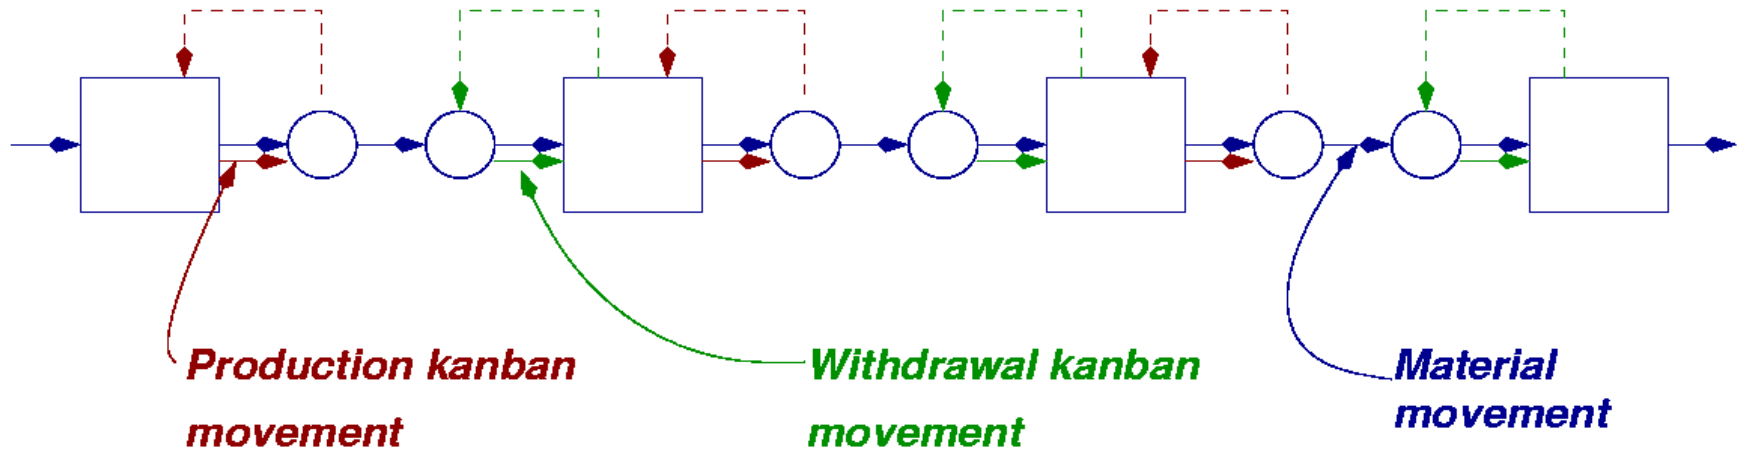 Production kanban
movement
Withdrawal kanban
movement
Material
movement